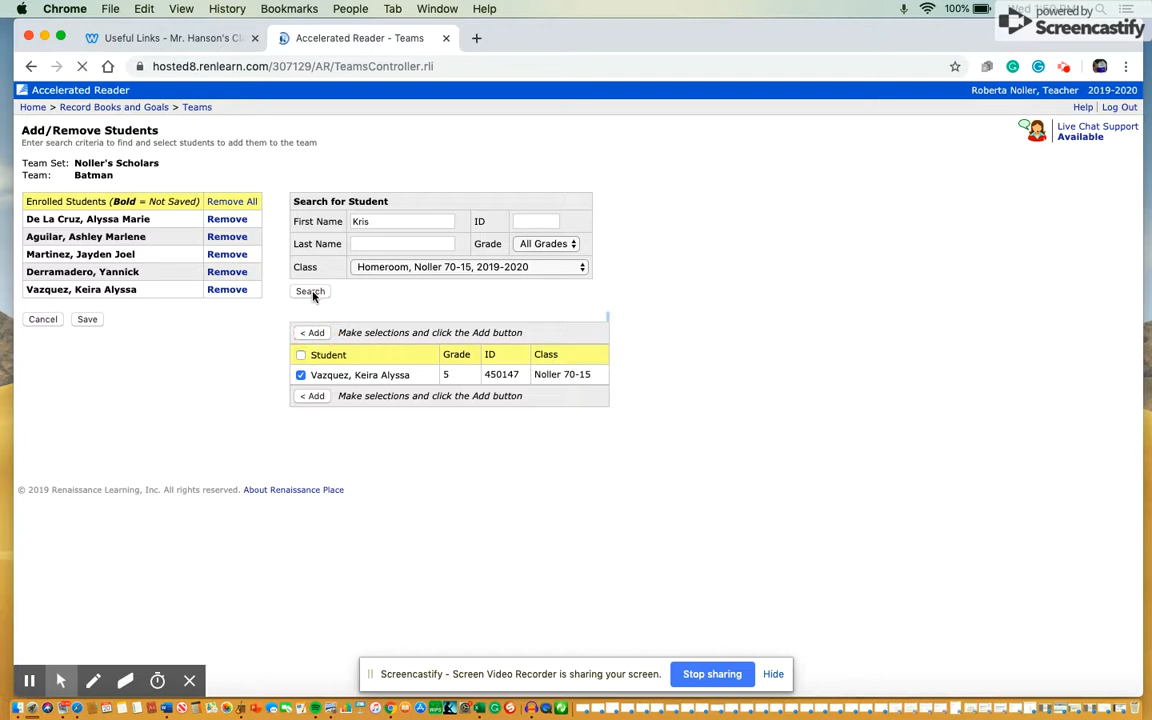 Chrome File Edit View History Bookmarks People Tab Window Help 100%
powered by
Screencastify
Useful Links - Mr. Hanson's Cl
Accelerated Reader - Teams
hosted8.renlearn.com/307129/AR/TeamsController.rli
Accelerated Reader
Roberta Noller, Teacher 2019-2020
Home > Record Books and Goals > Teams
Help | Log Out
Add/Remove Students
Enter search criteria to find and select students to add them to the team
Live Chat Support
Available
Team Set: Noller's Scholars
Team: Batman
Enrolled Students (Bold = Not Saved) Remove All
De La Cruz, Alyssa Marie Remove
Aguilar, Ashley Marlene Remove
Martinez, Jayden Joel Remove
Derramadero, Yannick Remove
Vazquez, Keira Alyssa Remove
Cancel Save
Search for Student
First Name Kris ID
Last Name Grade All Grades
Class Homeroom, Noller 70-15, 2019-2020
Search
< Add Make selections and click the Add button
Student Grade ID Class
Vazquez, Keira Alyssa 5 450147 Noller 70-15
< Add Make selections and click the Add button
© 2019 Renaissance Learning, Inc. All rights reserved. About Renaissance Place
Screencastify - Screen Video Recorder is sharing your screen. Stop sharing Hide